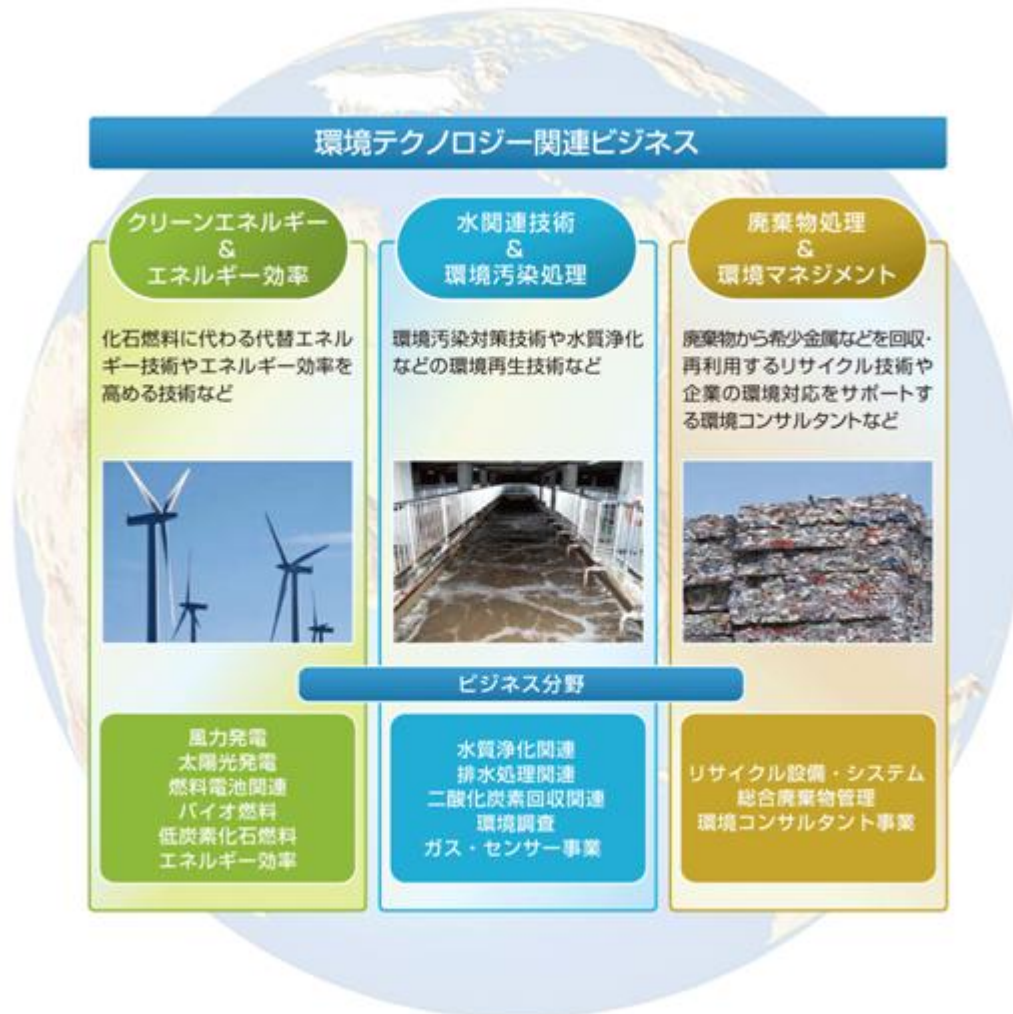 環境テクノロジー関連ビジネス
クリーンエネルギー
&
エネルギー効率
化石燃料に代わる代替エネル
ギー技術やエネルギー効率を
高める技術など
水関連技術
&
環境汚染処理
環境汚染対策技術や水質浄化
などの環境再生技術など
廃棄物処理
&
環境マネジメント
廃棄物から希少金属などを回収・
再利用するリサイクル技術や
企業の環境対応をサポートす
る環境コンサルタントなど
ビジネス分野
風力発電
太陽光発電
燃料電池関連
バイオ燃料
低炭素化石燃料
エネルギー効率
水質浄化関連
排水処理関連
二酸化炭素回収関連
環境調査
ガス・センサー事業
リサイクル設備・システム
総合廃棄物管理
環境コンサルタント事業